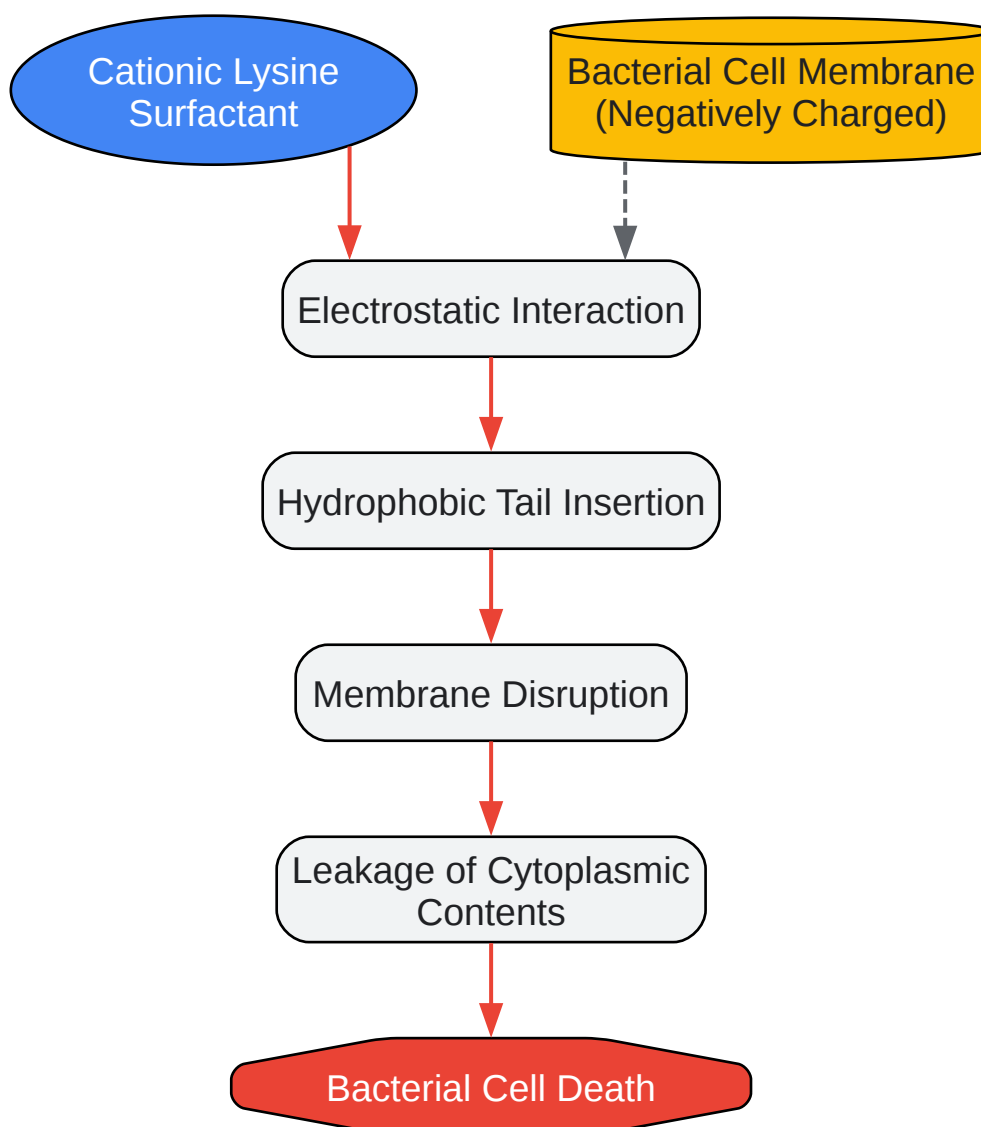 Cationic Lysine
Surfactant
Bacterial Cell Membrane
(Negatively Charged)
Electrostatic Interaction
Hydrophobic Tail Insertion
Membrane Disruption
Leakage of Cytoplasmic
Contents
Bacterial Cell Death